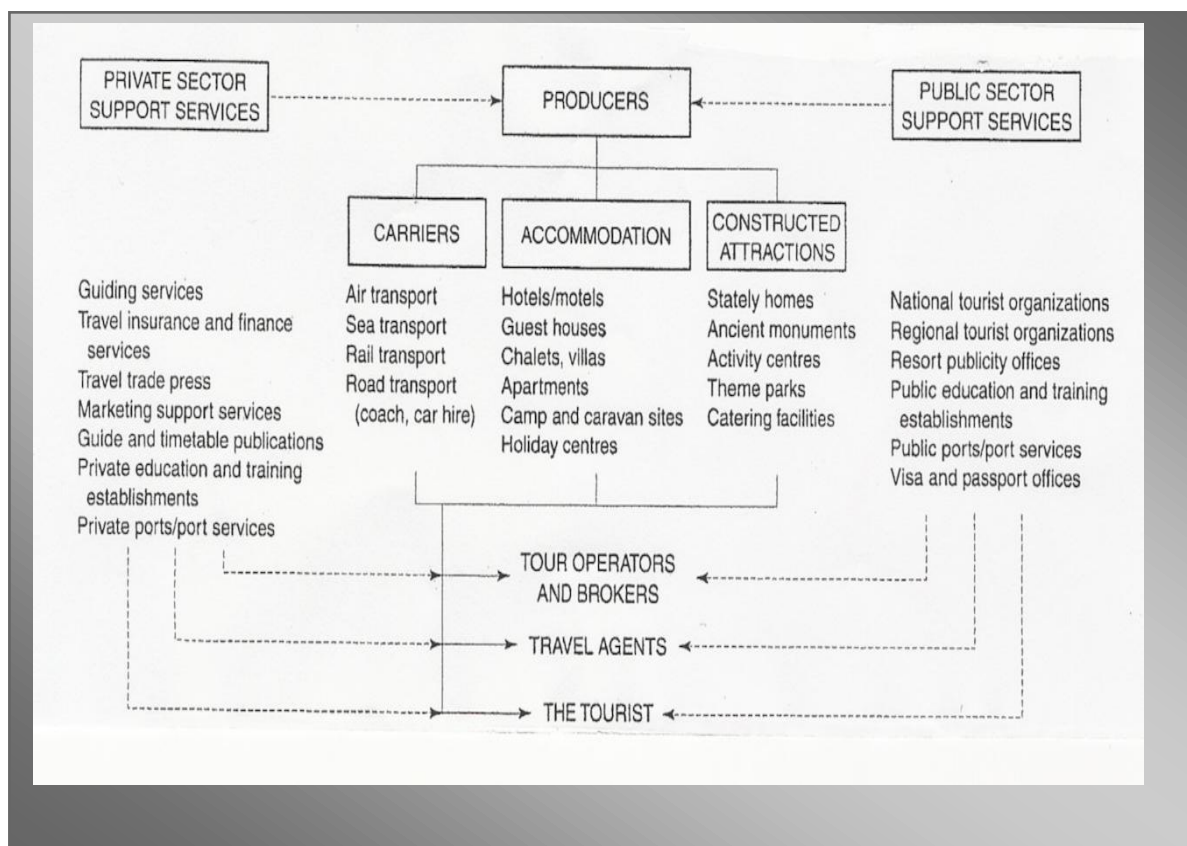 PRIVATE SECTOR
SUPPORT SERVICES
PRODUCERS
PUBLIC SECTOR
SUPPORT SERVICES
CARRIERS
ACCOMMODATION
CONSTRUCTED
ATTRACTIONS
Guiding services
Travel insurance and finance
services
Travel trade press
Marketing support services
Guide and timetable publications
Private education and training
establishments
Private ports/port services
Air transport
Sea transport
Rail transport
Road transport
(coach, car hire)
Hotels/motels
Guest houses
Chalets, villas
Apartments
Camp and caravan sites
Holiday centres
Stately homes
Ancient monuments
Activity centres
Theme parks
Catering facilities
National tourist organizations
Regional tourist organizations
Resort publicity offices
Public education and training
establishments
Public ports/port services
Visa and passport offices
TOUR OPERATORS
AND BROKERS
TRAVEL AGENTS
THE TOURIST